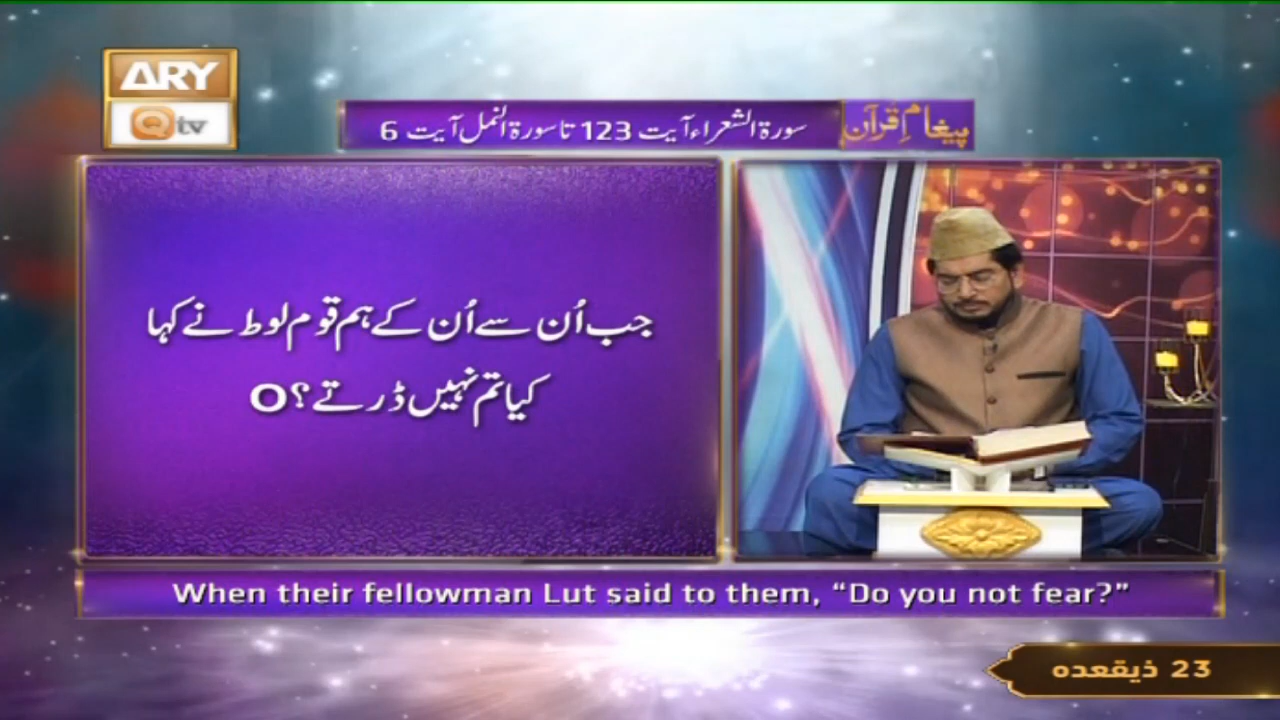 ARY
Qtv
پیغامِ قرآن
سورۃ الشعراء آیت 123 تا سورۃ النمل آیت 6
جب اُن سے اُن کے ہم قوم لوط نے کہا
کیا تم نہیں ڈرتے؟O
When their fellowman Lut said to them, “Do you not fear?”
23 ذیقعدہ